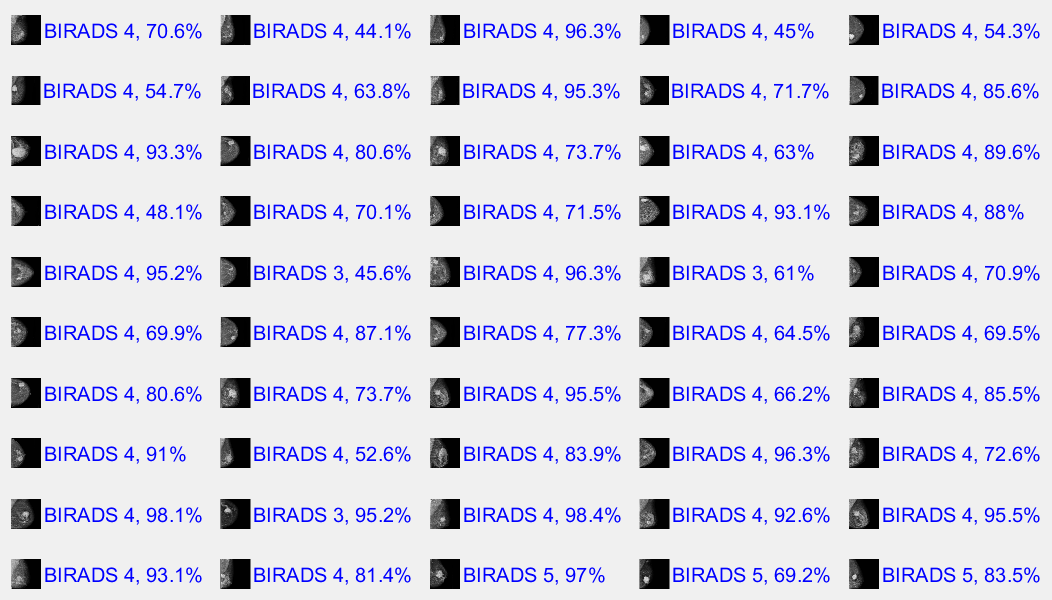 BIRADS 4, 70.6% BIRADS 4, 44.1% BIRADS 4, 96.3% BIRADS 4, 45% BIRADS 4, 54.3%
BIRADS 4, 54.7% BIRADS 4, 63.8% BIRADS 4, 95.3% BIRADS 4, 71.7% BIRADS 4, 85.6%
BIRADS 4, 93.3% BIRADS 4, 80.6% BIRADS 4, 73.7% BIRADS 4, 63% BIRADS 4, 89.6%
BIRADS 4, 48.1% BIRADS 4, 70.1% BIRADS 4, 71.5% BIRADS 4, 93.1% BIRADS 4, 88%
BIRADS 4, 95.2% BIRADS 3, 45.6% BIRADS 4, 96.3% BIRADS 3, 61% BIRADS 4, 70.9%
BIRADS 4, 69.9% BIRADS 4, 87.1% BIRADS 4, 77.3% BIRADS 4, 64.5% BIRADS 4, 69.5%
BIRADS 4, 80.6% BIRADS 4, 73.7% BIRADS 4, 95.5% BIRADS 4, 66.2% BIRADS 4, 85.5%
BIRADS 4, 91% BIRADS 4, 52.6% BIRADS 4, 83.9% BIRADS 4, 96.3% BIRADS 4, 72.6%
BIRADS 4, 98.1% BIRADS 3, 95.2% BIRADS 4, 98.4% BIRADS 4, 92.6% BIRADS 4, 95.5%
BIRADS 4, 93.1% BIRADS 4, 81.4% BIRADS 5, 97% BIRADS 5, 69.2% BIRADS 5, 83.5%